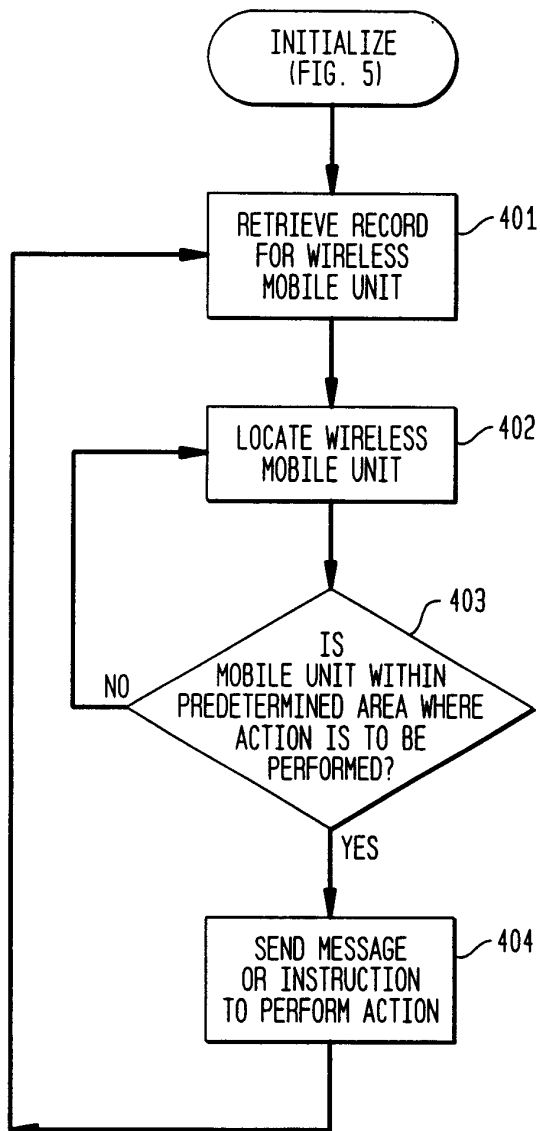 INITIALIZE
(FIG. 5)
RETRIEVE RECORD
FOR WIRELESS
MOBILE UNIT
401
LOCATE WIRELESS
MOBILE UNIT
402
403
IS
MOBILE UNIT WITHIN
PREDETERMINED AREA WHERE
ACTION IS TO BE
PERFORMED?
NO
YES
SEND MESSAGE
OR INSTRUCTION
TO PERFORM ACTION
404